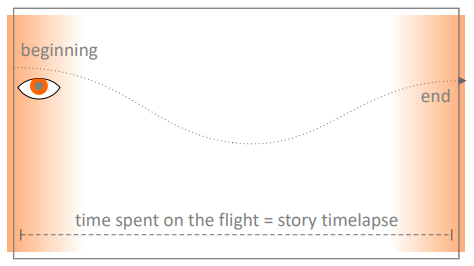 beginning
end
time spent on the flight = story timelapse